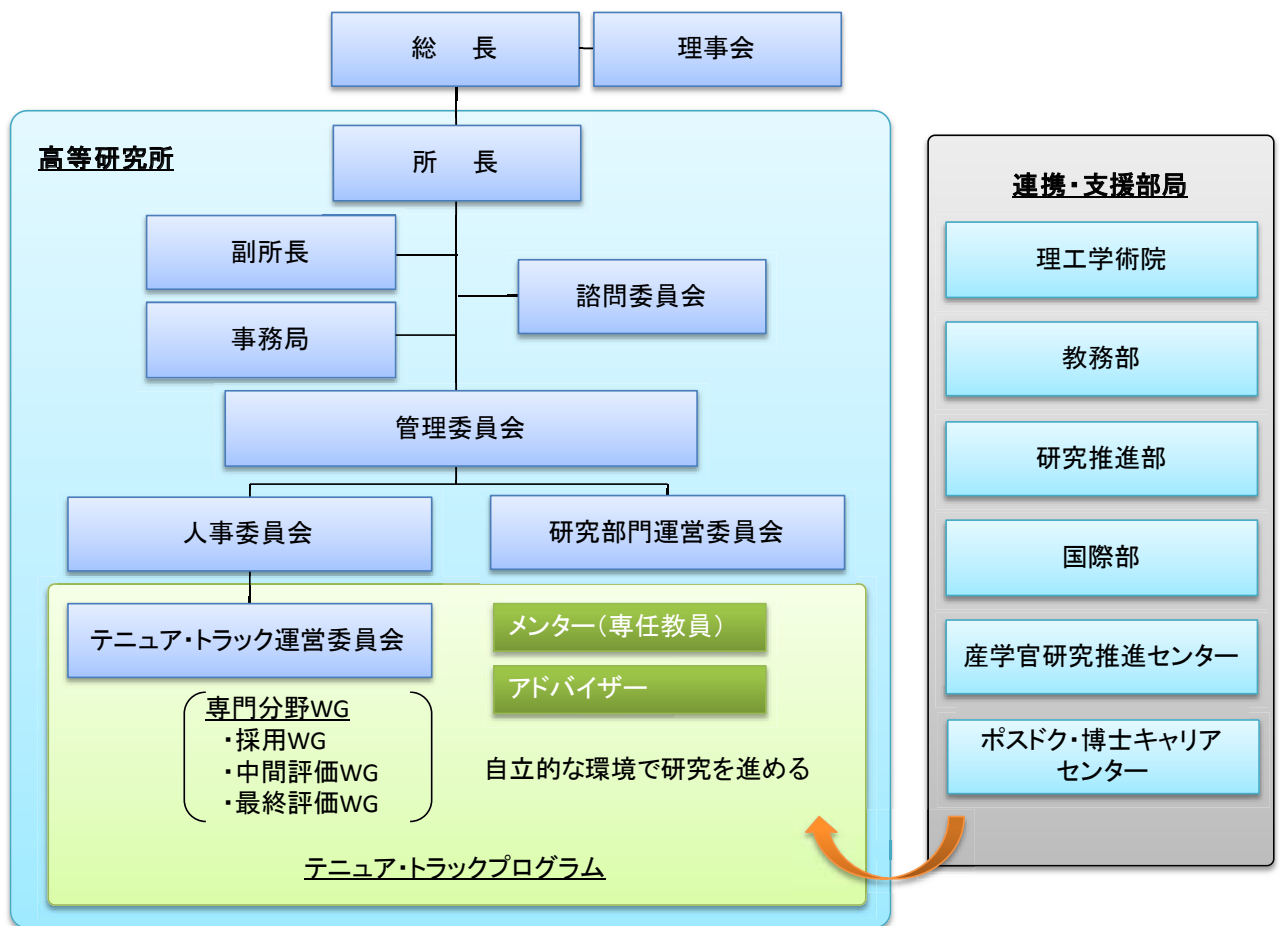 総　長
理事会
高等研究所
所　長
副所長
諮問委員会
事務局
管理委員会
人事委員会
研究部門運営委員会
テニュア・トラック運営委員会
専門分野WG
・採用WG
・中間評価WG
・最終評価WG
メンター(専任教員)
アドバイザー
自立的な環境で研究を進める
テニュア・トラックプログラム
連携・支援部局
理工学術院
教務部
研究推進部
国際部
産学官研究推進センター
ポスドク・博士キャリア
センター